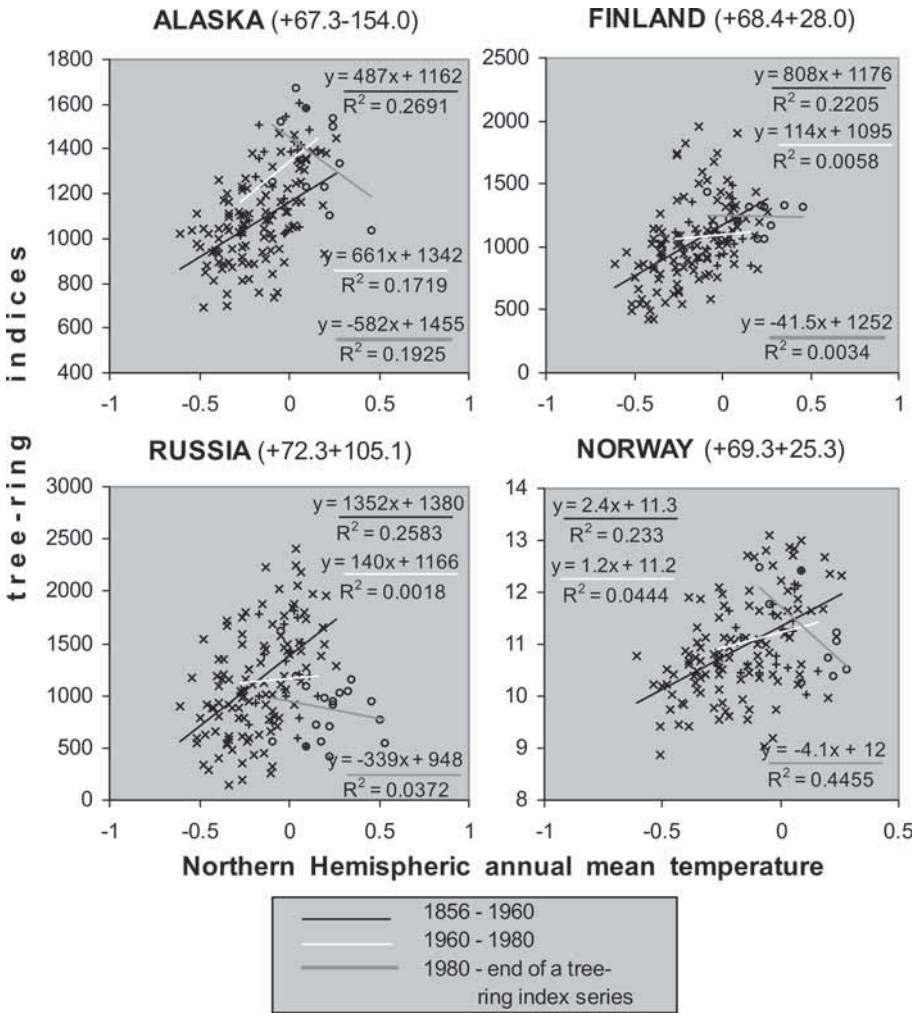 ALASKA (+67.3-154.0)
1800
1600
1400
1200
1000
800
600
400
-1
-0.5
0
0.5
1
y = 487x + 1162
R² = 0.2691
y = 661x + 1342
R² = 0.1719
y = -582x + 1455
R² = 0.1925
FINLAND (+68.4+28.0)
2500
2000
1500
1000
500
0
-1
-0.5
0
0.5
1
y = 808x + 1176
R² = 0.2205
y = 114x + 1095
R² = 0.0058
y = -41.5x + 1252
R² = 0.0034
tree-ring indices
RUSSIA (+72.3+105.1)
3000
2500
2000
1500
1000
500
0
-1
-0.5
0
0.5
1
y = 1352x + 1380
R² = 0.2583
y = 140x + 1166
R² = 0.0018
y = -339x + 948
R² = 0.0372
NORWAY (+69.3+25.3)
14
13
12
11
10
9
8
-1
-0.5
0
0.5
y = 2.4x + 11.3
R² = 0.233
y = 1.2x + 11.2
R² = 0.0444
y = -4.1x + 12
R² = 0.4455
Northern Hemispheric annual mean temperature
1856 - 1960
1960 - 1980
1980 - end of a tree-
ring index series